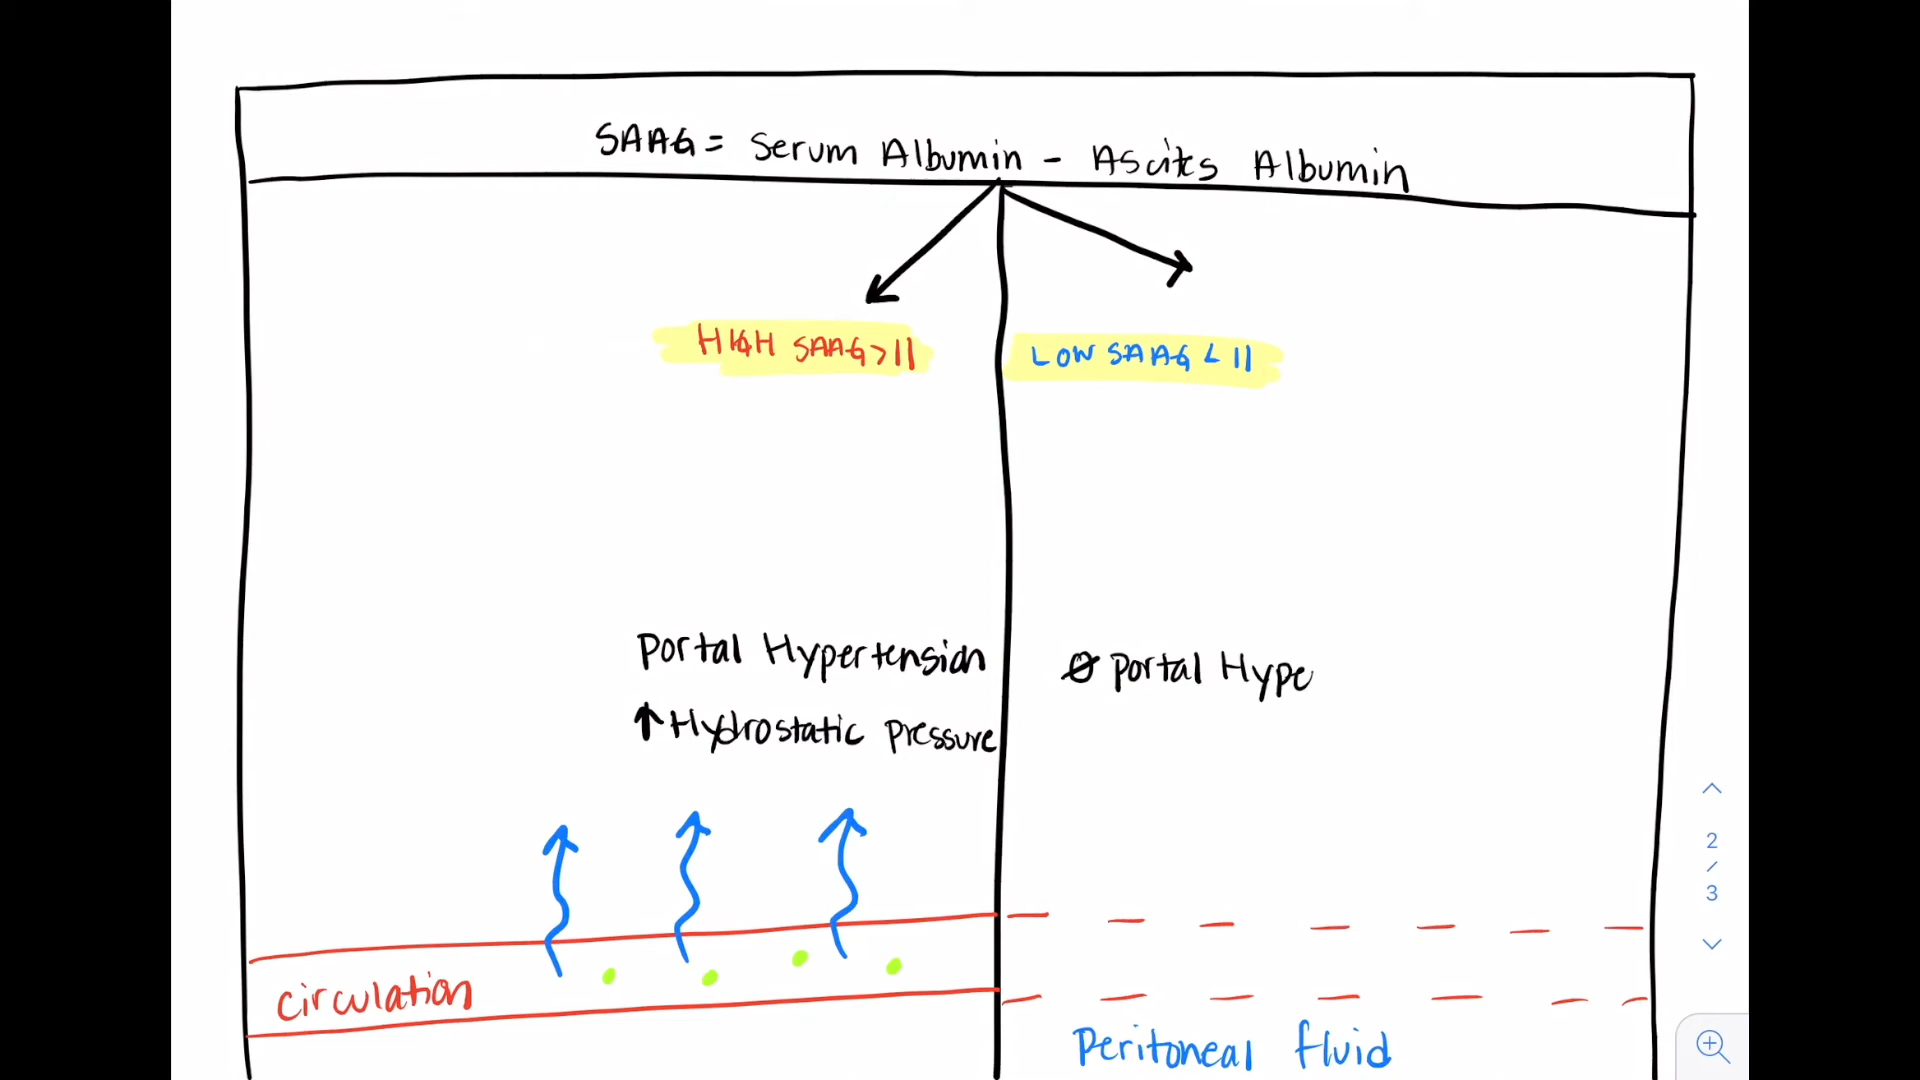 SAAG = Serum Albumin - Ascites Albumin
HIGH SAAG > 11
LOW SAAG < 11
Portal Hypertension
↑ Hydrostatic Pressure
Ø Portal Hype
circulation
Peritoneal fluid
2
/
3